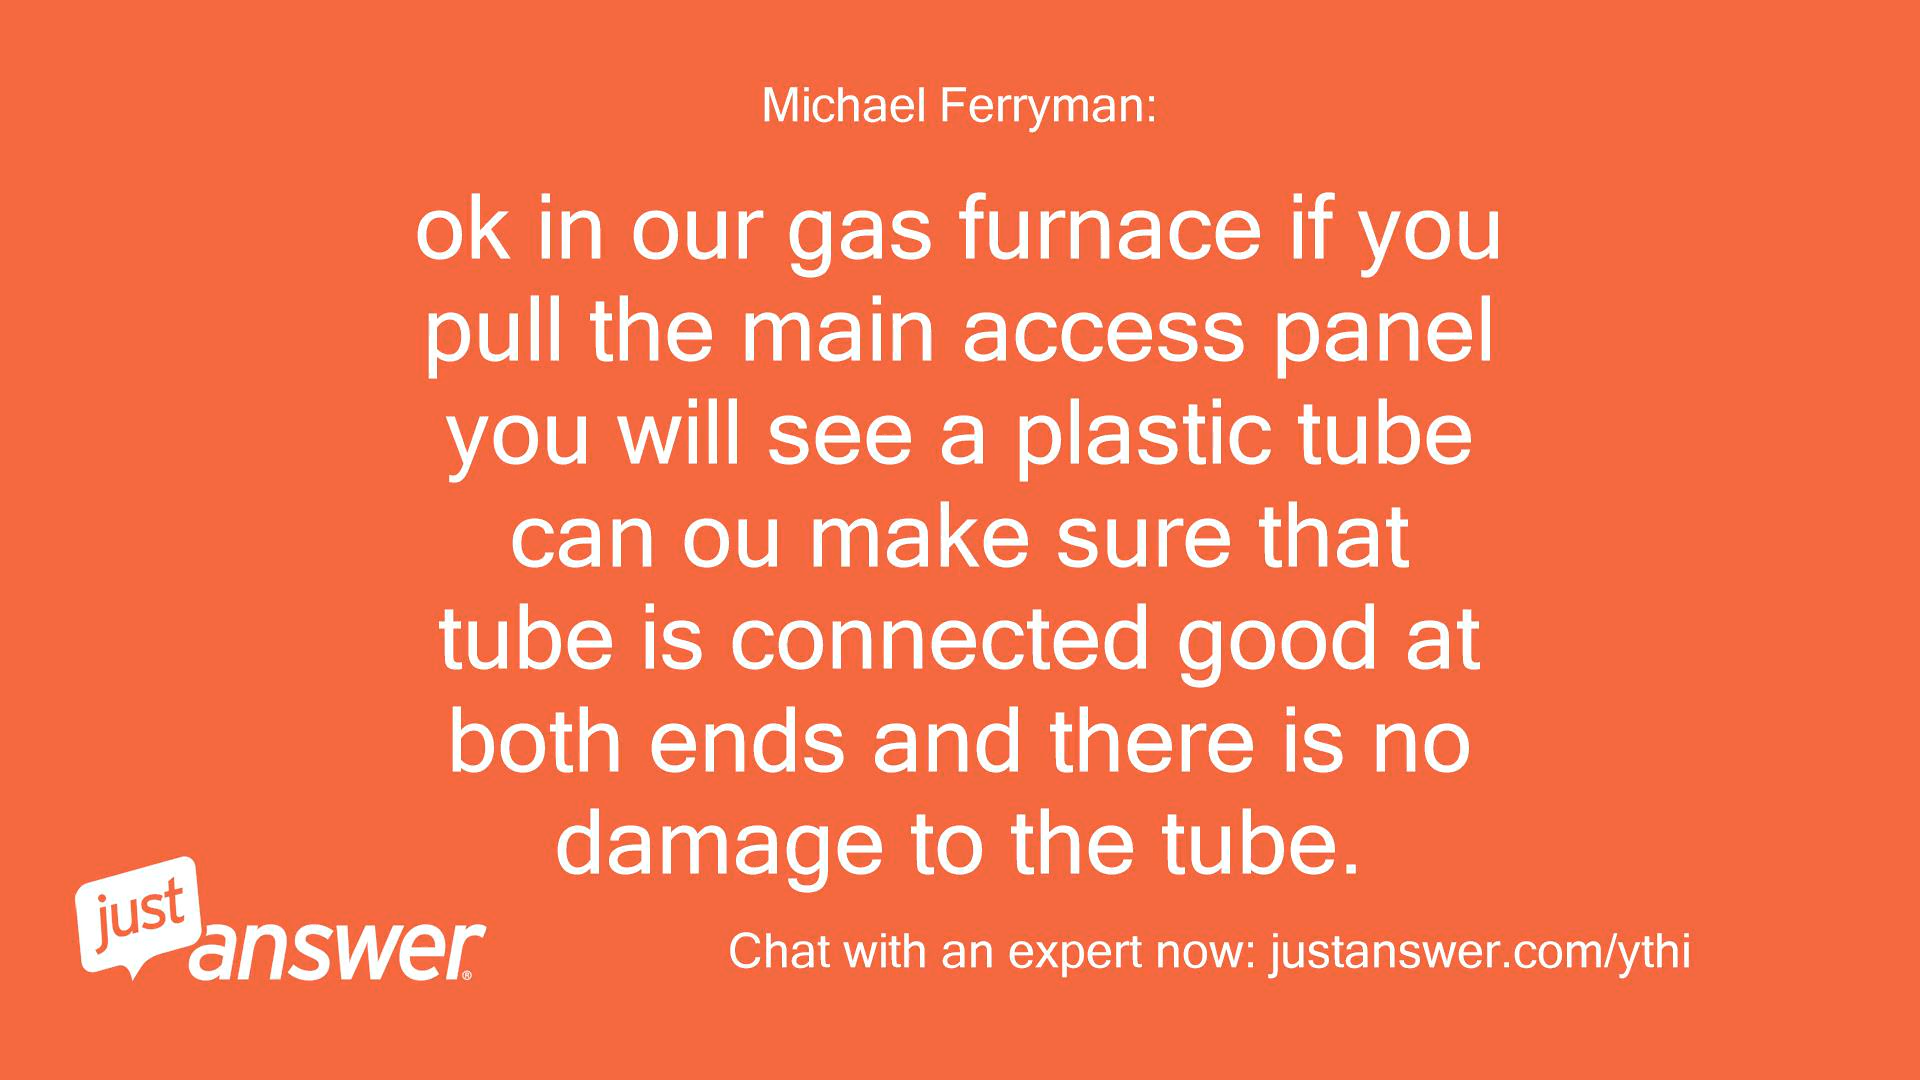 Michael Ferryman:
ok in our gas furnace if you
pull the main access panel
you will see a plastic tube
can ou make sure that
tube is connected good at
both ends and there is no
damage to the tube.
just
answer®
Chat with an expert now: justanswer.com/ythi